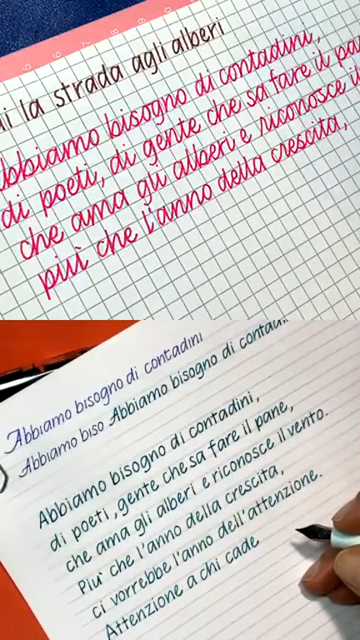 la strada agli alberi
Abbiamo bisogno di contadini,
di poeti, di gente che sa fare il
che ama gli alberi e riconosce il
più che l'anno della crescita,
Abbiamo bisogno di contadini
Abbiamo biso Abbiamo bisogno di
Abbiamo bisogno di contadini,
di poeti, gente che sa fare il pane,
che ama gli alberi e riconosce il vento.
Piu' che l'anno della crescita,
ci vorrebbe l'anno dell'attenzione.
Attenzione a chi cade